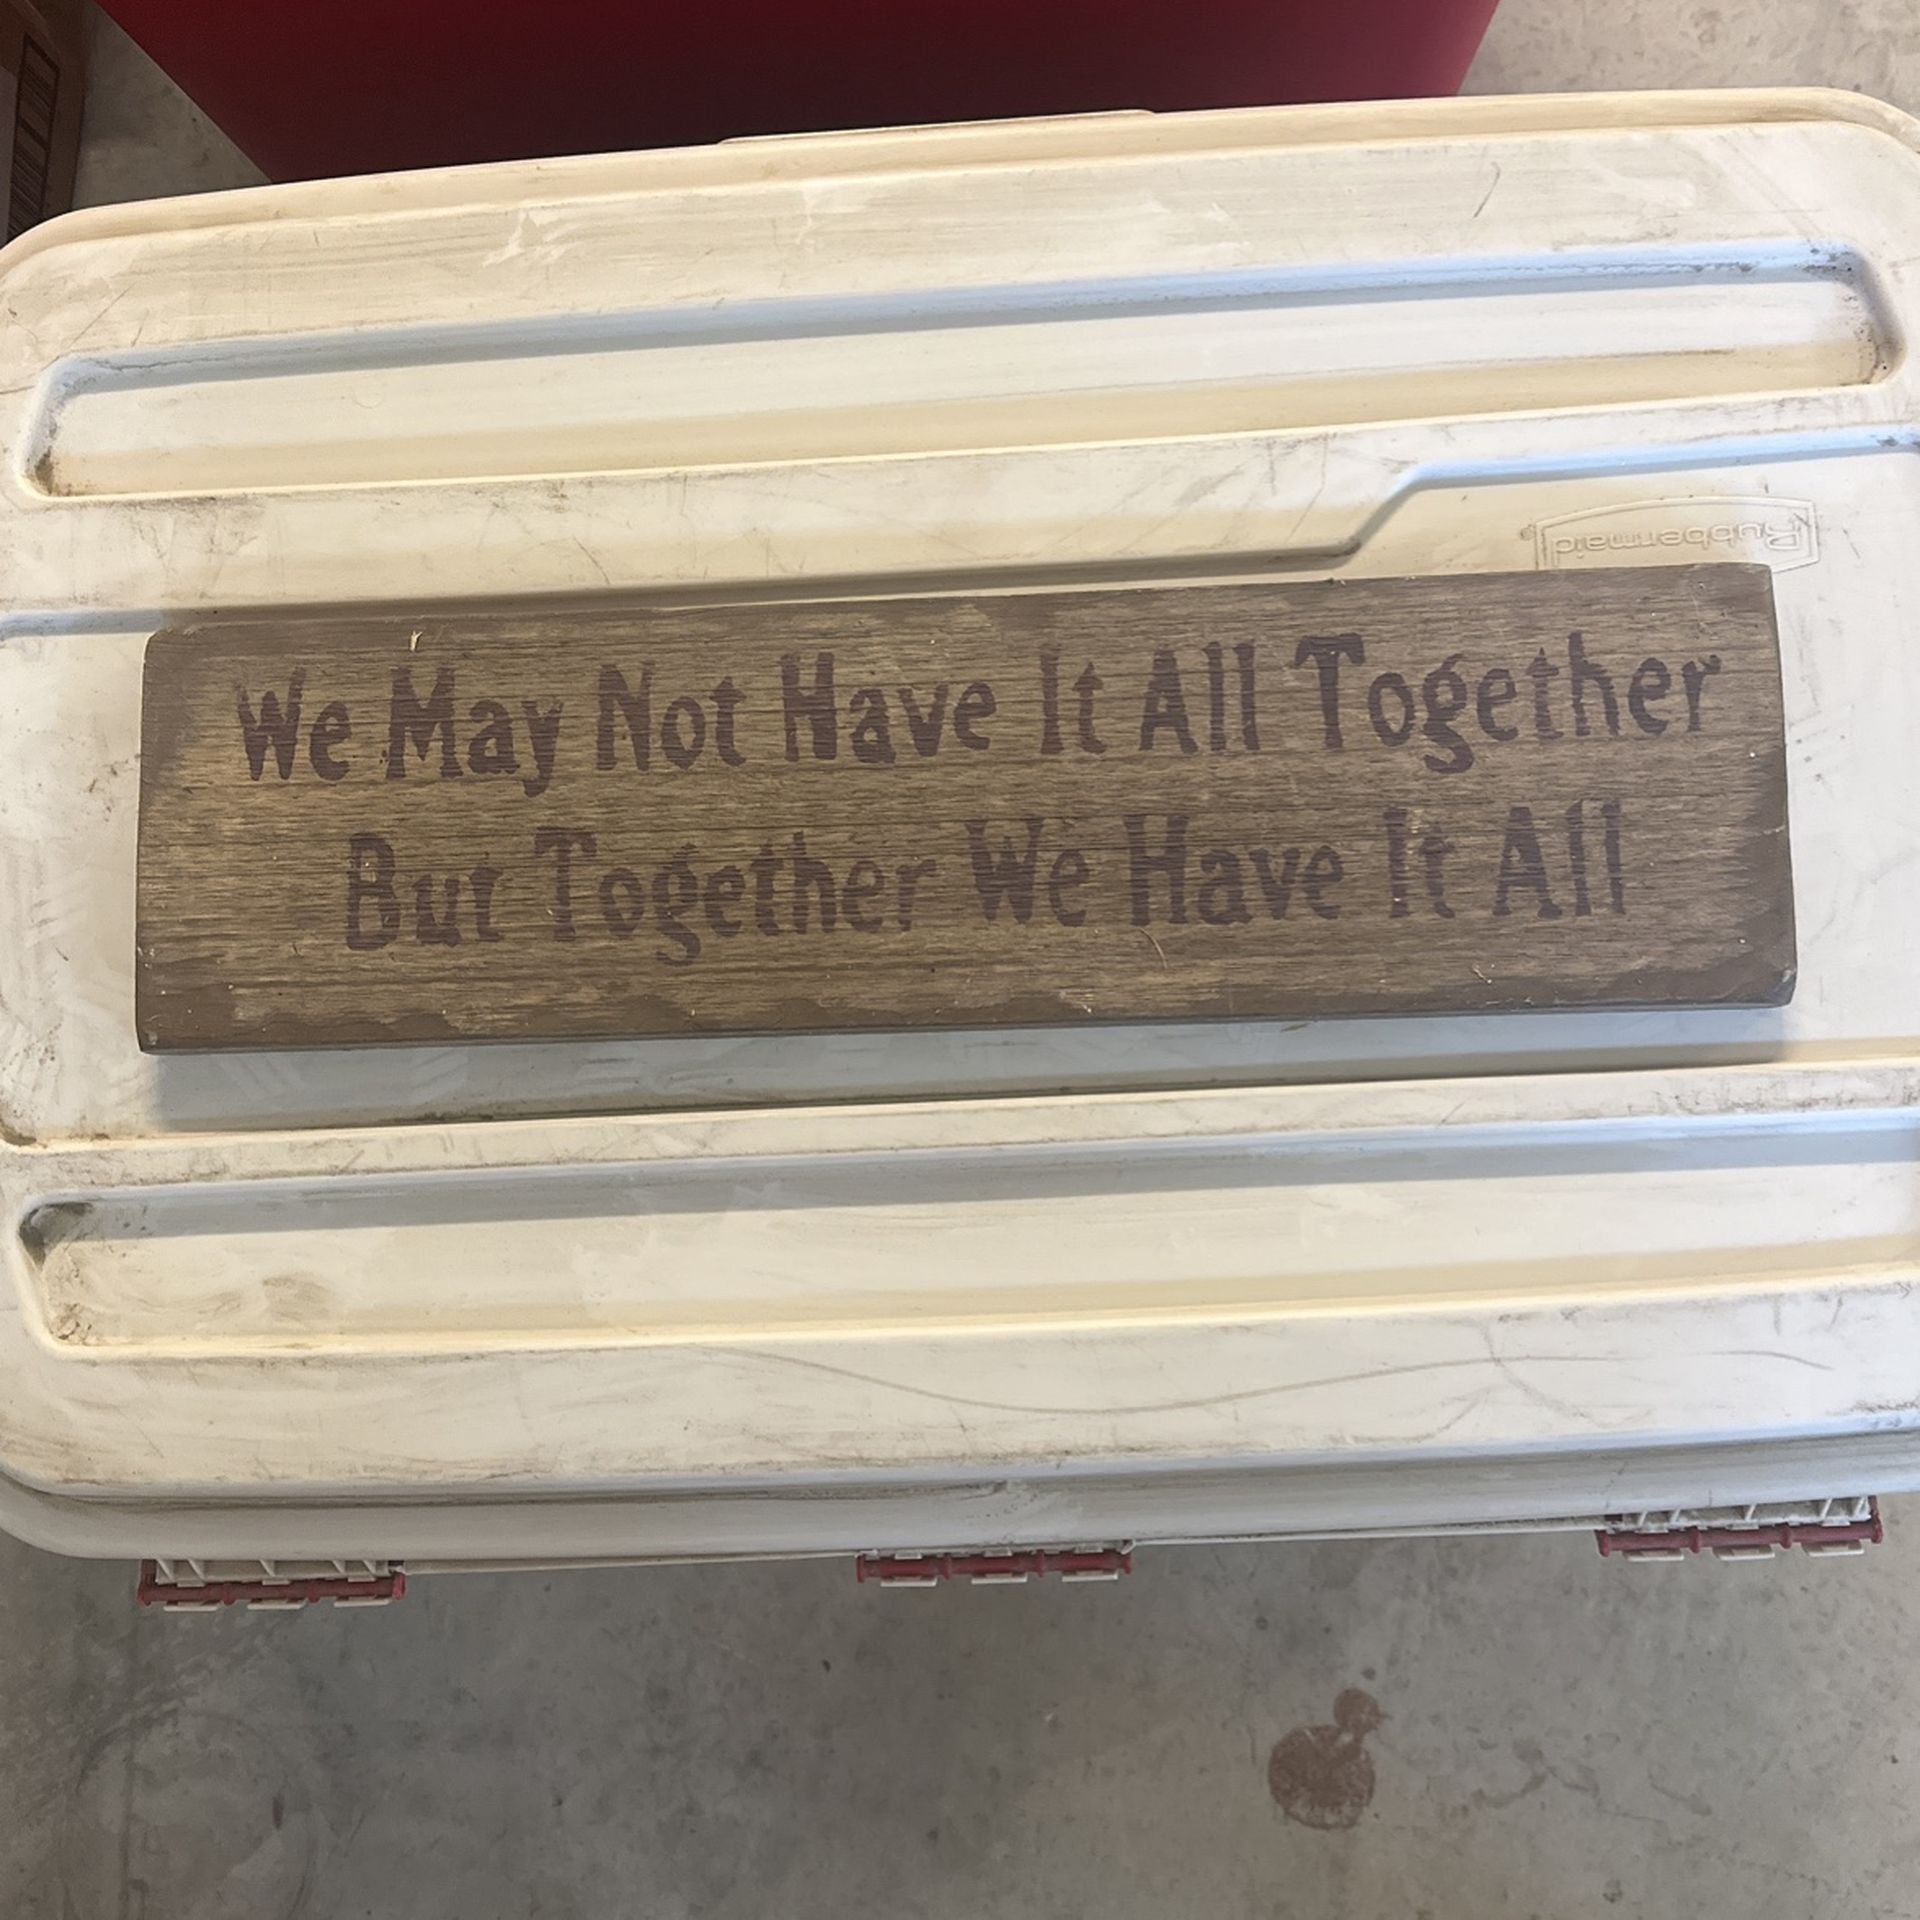 Rubbermaid
We May Not Have It All Together
But Together We Have It All